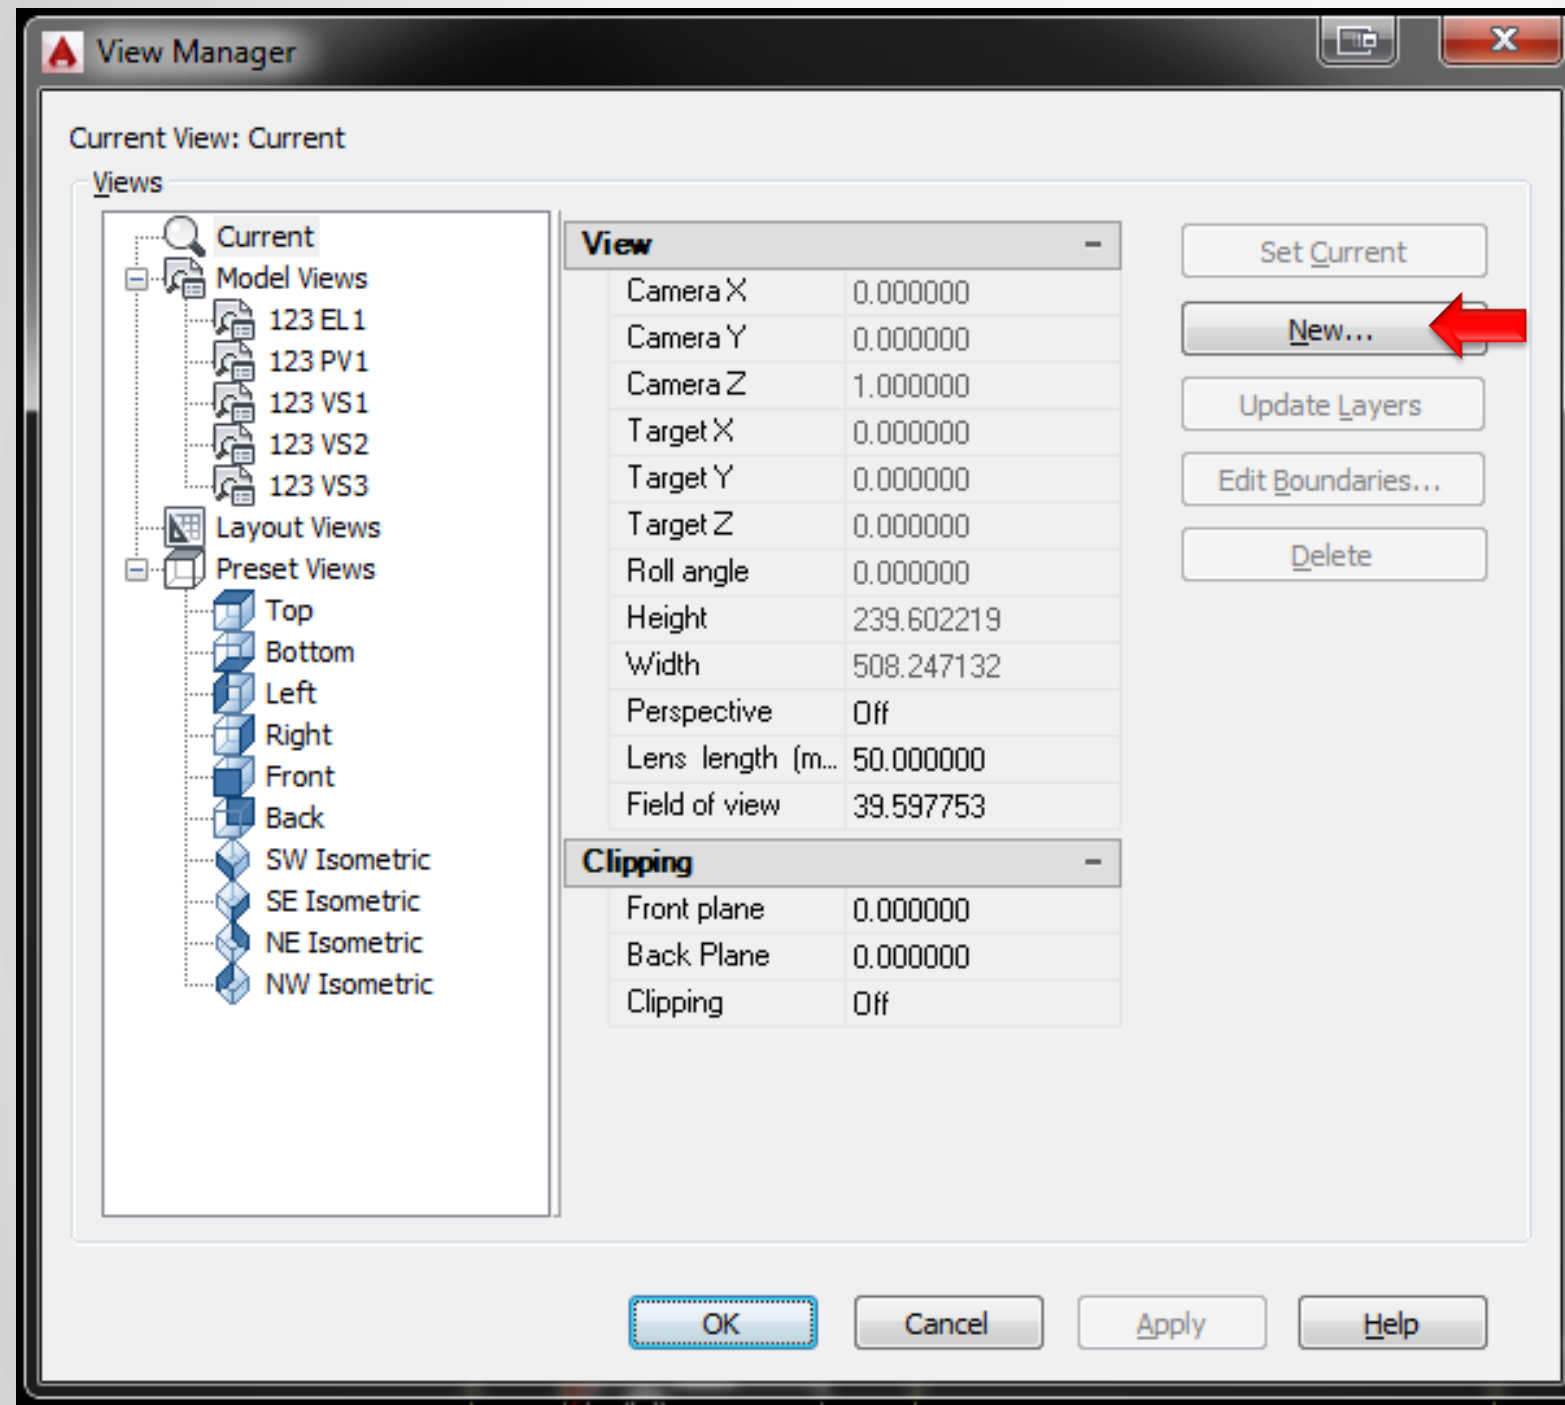 View Manager
Current View: Current
Views
Current
Model Views
123 EL1
123 PV1
123 VS1
123 VS2
123 VS3
Layout Views
Preset Views
Top
Bottom
Left
Right
Front
Back
SW Isometric
SE Isometric
NE Isometric
NW Isometric
View
Camera X 0.000000
Camera Y 0.000000
Camera Z 1.000000
Target X 0.000000
Target Y 0.000000
Target Z 0.000000
Roll angle 0.000000
Height 239.602219
Width 508.247132
Perspective Off
Lens length (m... 50.000000
Field of view 39.597753
Clipping
Front plane 0.000000
Back Plane 0.000000
Clipping Off
Set Current
New...
Update Layers
Edit Boundaries...
Delete
OK Cancel Apply Help